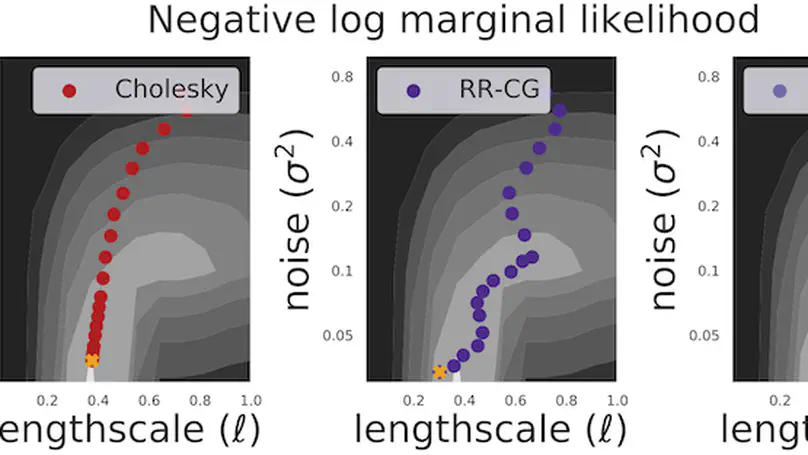 Negative log marginal likelihood
Cholesky
RR-CG
0.8
0.4
0.2
0.1
0.05
noise (σ²)
0.8
0.4
0.2
0.1
0.05
noise (σ²)
0.2 0.4 0.6 0.8 1.0
0.2 0.4 0.6 0.8 1.0
0.2
engthscale (ℓ)
lengthscale (ℓ)
lengt